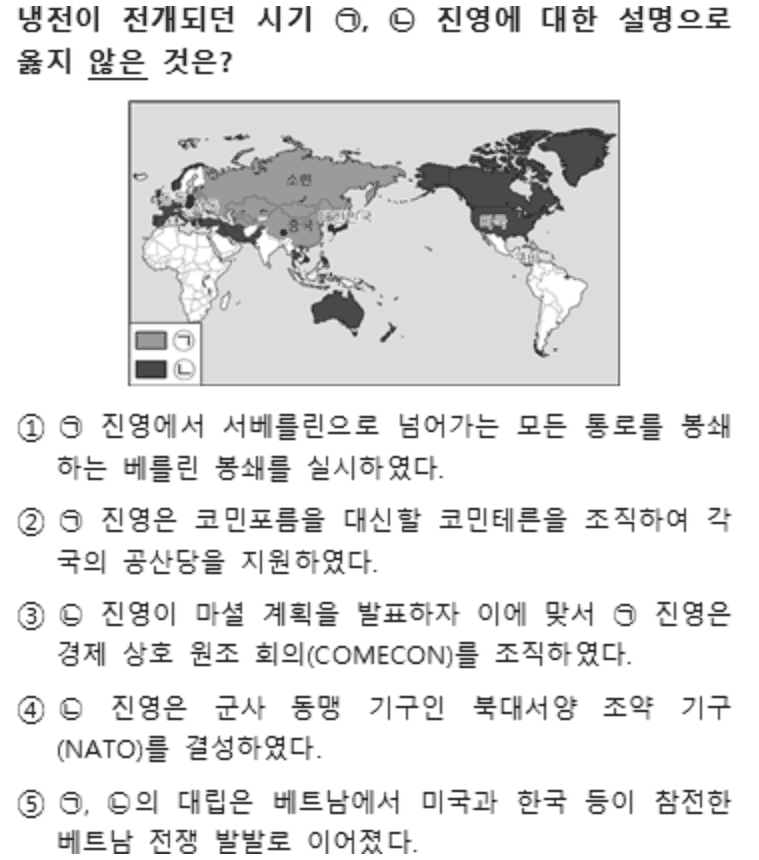 냉전이 전개되던 시기 ㉠, ㉡ 진영에 대한 설명으로
옳지 않은 것은?
소련
중국
미국
㉠
㉡
① ㉠ 진영에서 서베를린으로 넘어가는 모든 통로를 봉쇄
하는 베를린 봉쇄를 실시하였다.
② ㉠ 진영은 코민포름을 대신할 코민테른을 조직하여 각
국의 공산당을 지원하였다.
③ ㉡ 진영이 마셜 계획을 발표하자 이에 맞서 ㉠ 진영은
경제 상호 원조 회의(COMECON)를 조직하였다.
④ ㉡ 진영은 군사 동맹 기구인 북대서양 조약 기구
(NATO)를 결성하였다.
⑤ ㉠, ㉡의 대립은 베트남에서 미국과 한국 등이 참전한
베트남 전쟁 발발로 이어졌다.